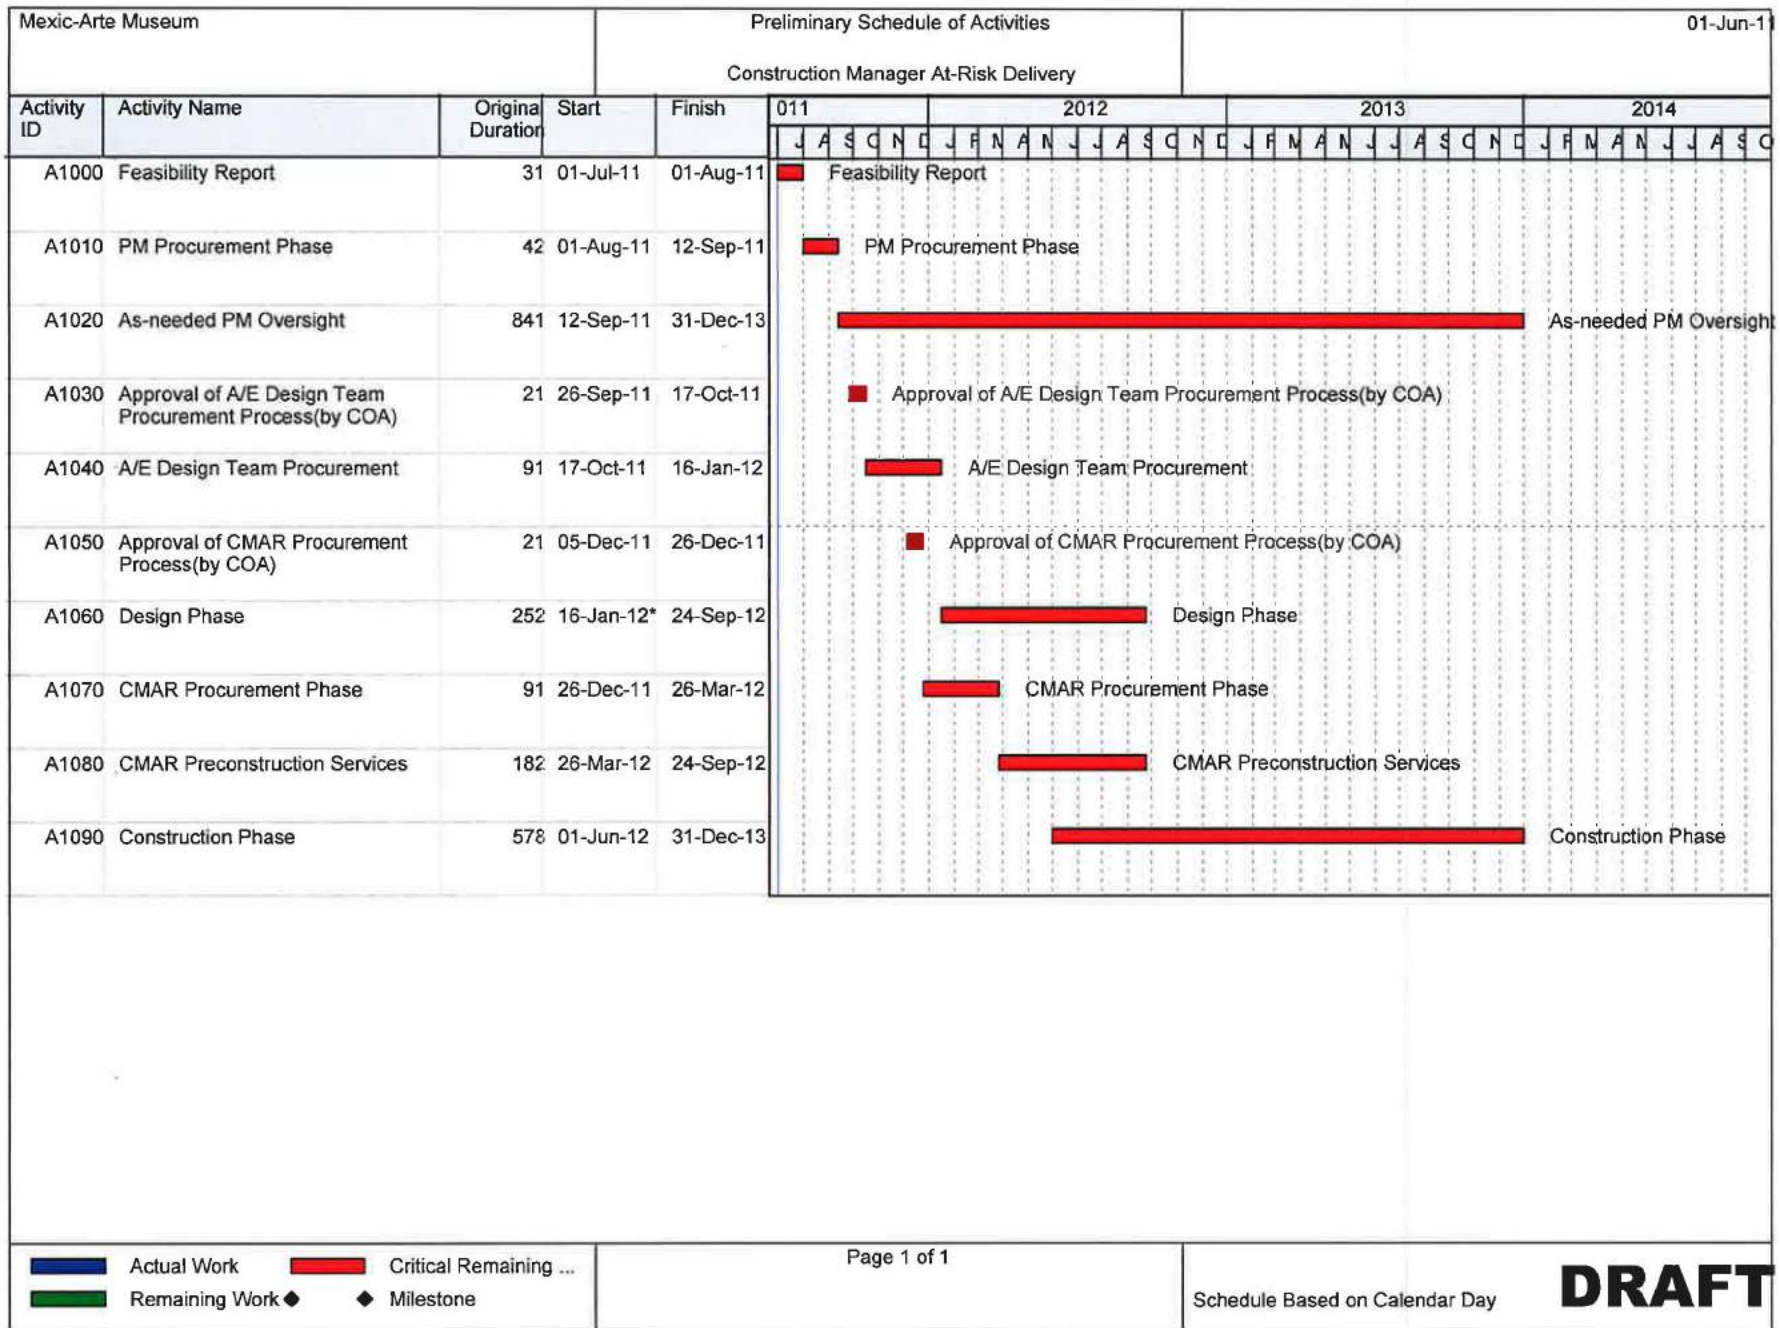 Mexic-Arte Museum
Preliminary Schedule of Activities
01-Jun-11
Construction Manager At-Risk Delivery
Activity ID Activity Name Original Duration Start Finish 011 2012 2013 2014
J A S O N D J F M A M J J A S O N D J F M A M J J A S O N D J F M A M J J A S O
A1000 Feasibility Report 31 01-Jul-11 01-Aug-11 Feasibility Report
A1010 PM Procurement Phase 42 01-Aug-11 12-Sep-11 PM Procurement Phase
A1020 As-needed PM Oversight 841 12-Sep-11 31-Dec-13 As-needed PM Oversight
A1030 Approval of A/E Design Team 21 26-Sep-11 17-Oct-11 Approval of A/E Design Team Procurement Process(by COA)
Procurement Process(by COA)
A1040 A/E Design Team Procurement 91 17-Oct-11 16-Jan-12 A/E Design Team Procurement
A1050 Approval of CMAR Procurement 21 05-Dec-11 26-Dec-11 Approval of CMAR Procurement Process(by COA)
Process(by COA)
A1060 Design Phase 252 16-Jan-12* 24-Sep-12 Design Phase
A1070 CMAR Procurement Phase 91 26-Dec-11 26-Mar-12 CMAR Procurement Phase
A1080 CMAR Preconstruction Services 182 26-Mar-12 24-Sep-12 CMAR Preconstruction Services
A1090 Construction Phase 578 01-Jun-12 31-Dec-13 Construction Phase
Actual Work Critical Remaining ...
Remaining Work Milestone
Page 1 of 1
Schedule Based on Calendar Day
DRAFT